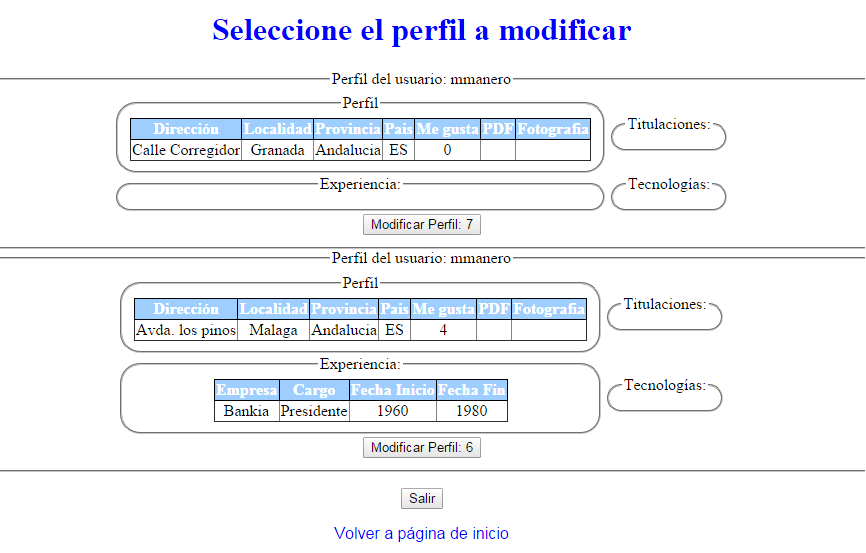 Seleccione el perfil a modificar
Perfil del usuario: mmanero
Perfil
Dirección Localidad Provincia Pais Me gusta PDF Fotografia
Calle Corregidor Granada Andalucia ES 0
Titulaciones:
Experiencia:
Tecnologías:
Modificar Perfil: 7
Perfil del usuario: mmanero
Perfil
Dirección Localidad Provincia Pais Me gusta PDF Fotografia
Avda. los pinos Malaga Andalucia ES 4
Titulaciones:
Experiencia:
Empresa Cargo Fecha Inicio Fecha Fin
Bankia Presidente 1960 1980
Tecnologías:
Modificar Perfil: 6
Salir
Volver a página de inicio